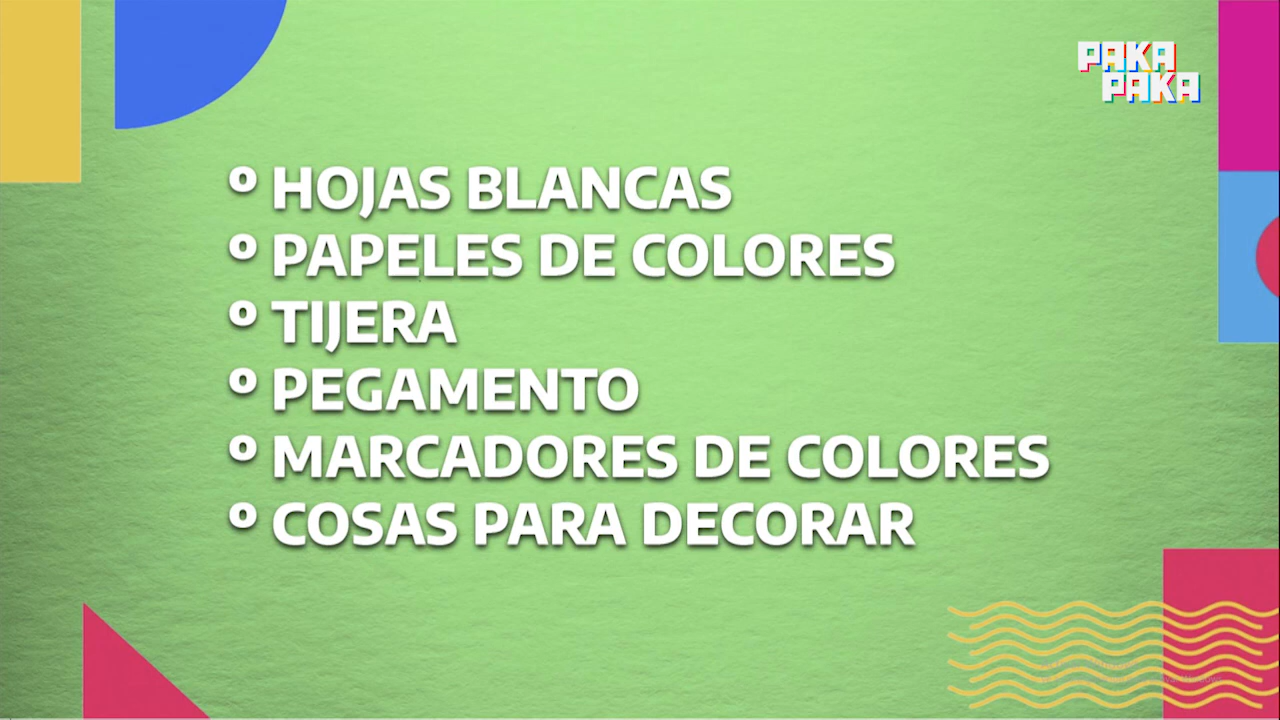 PAKA
PAKA
º HOJAS BLANCAS
º PAPELES DE COLORES
º TIJERA
º PEGAMENTO
º MARCADORES DE COLORES
º COSAS PARA DECORAR